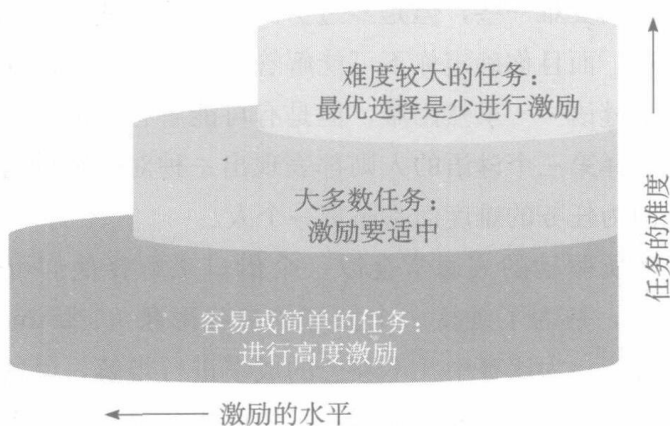 难度较大的任务：
最优选择是少进行激励
大多数任务：
激励要适中
容易或简单的任务：
进行高度激励
激励的水平
任务的难度